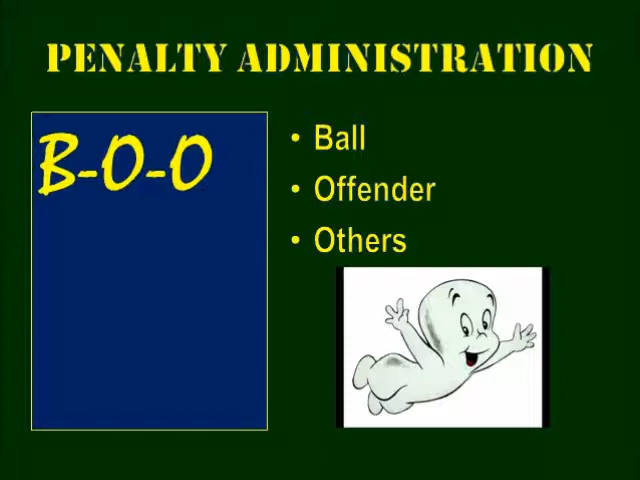 PENALTY ADMINISTRATION
B-O-O
• Ball
• Offender
• Others